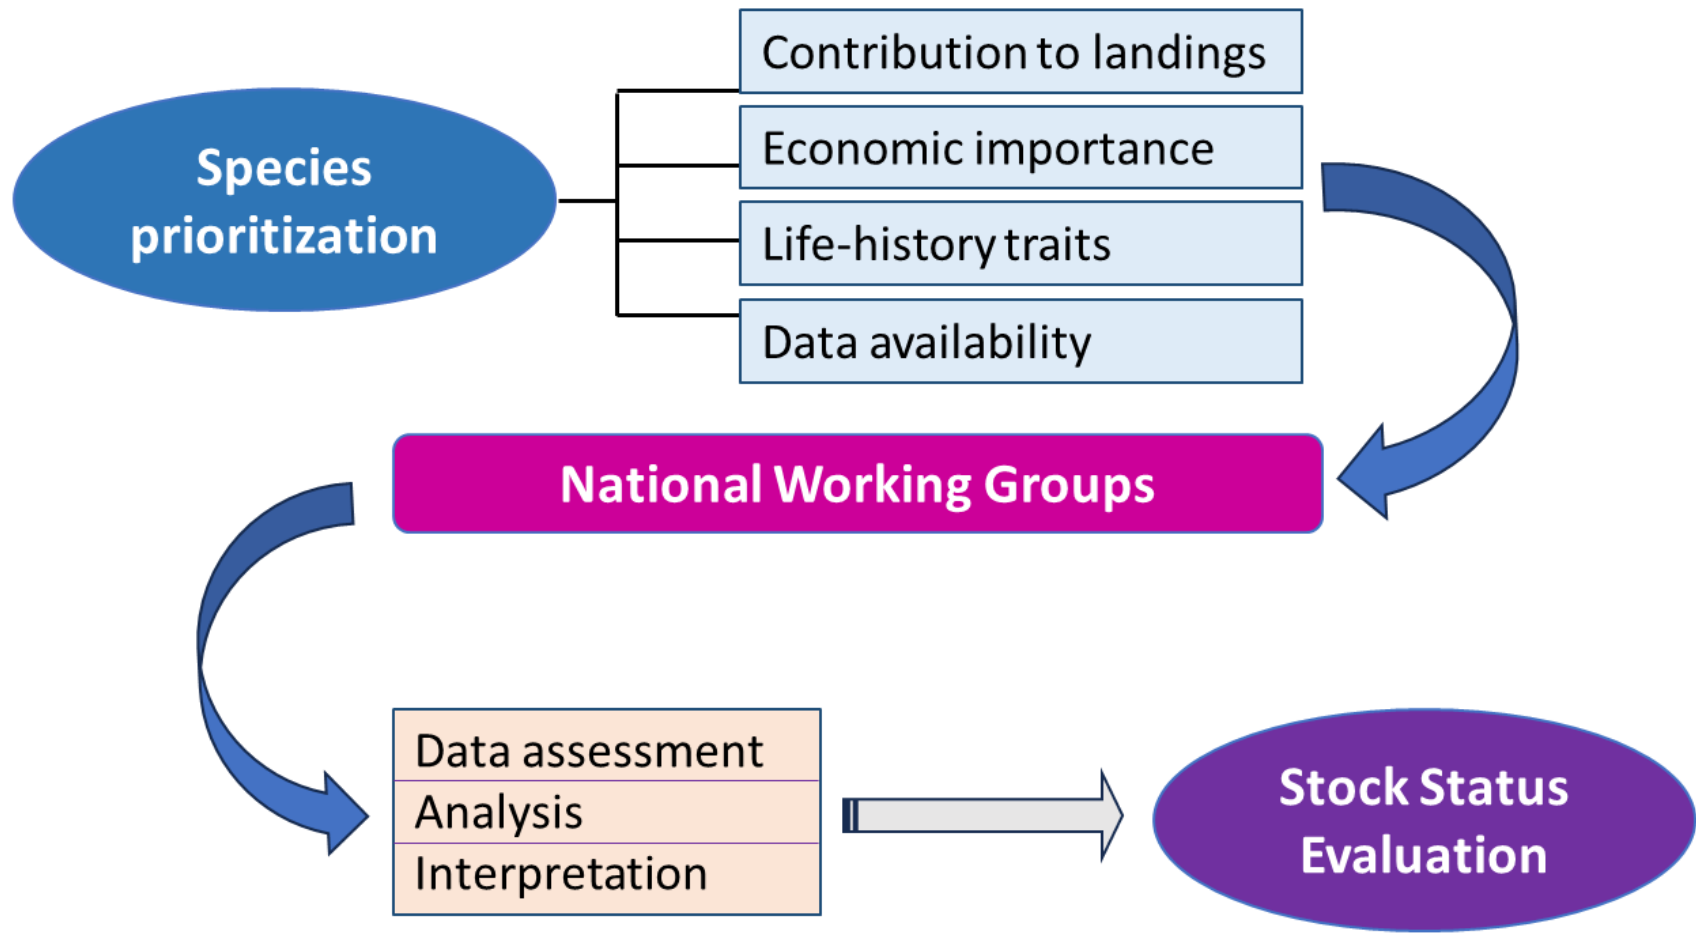 Species
prioritization
Contribution to landings
Economic importance
Life-history traits
Data availability
National Working Groups
Data assessment
Analysis
Interpretation
Stock Status
Evaluation